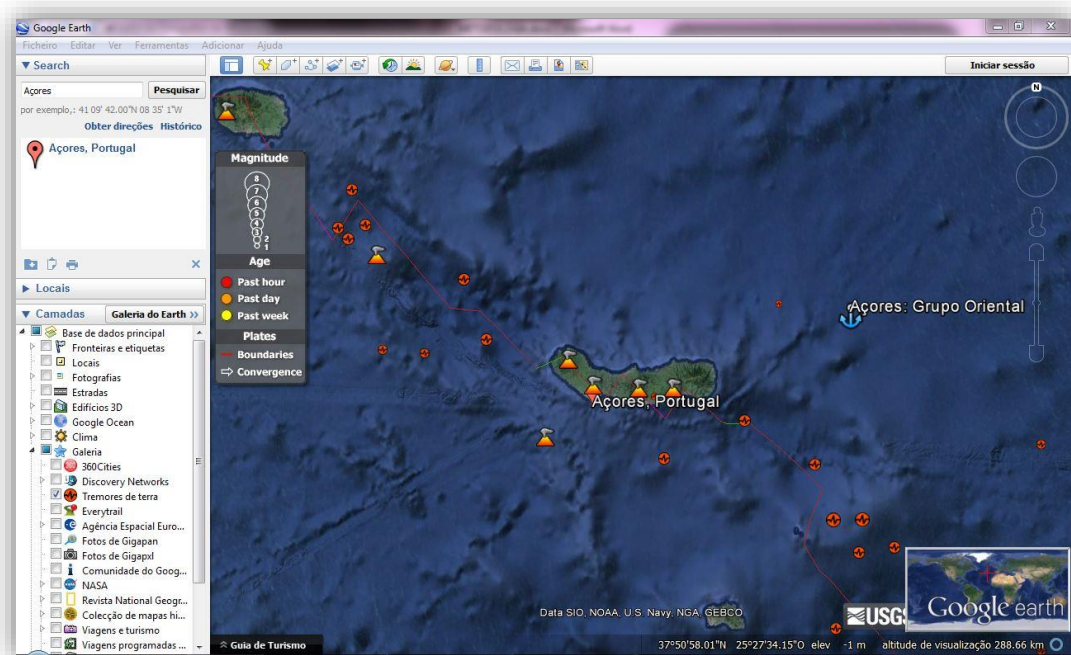 Google Earth
Ficheiro Editar Ver Ferramentas Adicionar Ajuda
Search
Açores Pesquisar
por exemplo,: 41 09' 42.00"N 08 35' 1"W
Obter direções Histórico
Açores, Portugal
Locais
Camadas Galeria do Earth >>
Base de dados principal
Fronteiras e etiquetas
Locais
Fotografias
Estradas
Edifícios 3D
Google Ocean
Clima
Galeria
360Cities
Discovery Networks
Tremores de terra
Everytrail
Agência Espacial Euro...
Fotos de Gigapan
Fotos de Gigapxl
Comunidade do Goog...
NASA
Revista National Geogr...
Colecção de mapas hi...
Viagens e turismo
Viagens programadas ...
Iniciar sessão
N
Magnitude
8
7
6
5
4
3
2
1
Age
Past hour
Past day
Past week
Plates
Boundaries
Convergence
Açores: Grupo Oriental
Açores, Portugal
Data SIO, NOAA, U.S. Navy, NGA, GEBCO
USGS
Google earth
Guia de Turismo
37°50'58.01"N 25°27'34.15"O elev -1 m altitude de visualização 288.66 km